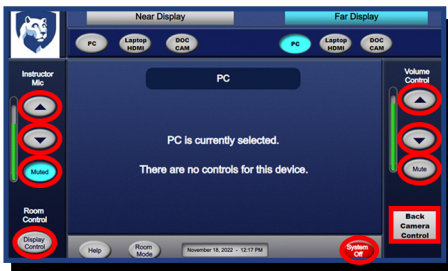 Near Display
Far Display
PC
Laptop
HDMI
DOC
CAM
PC
Laptop
HDMI
DOC
CAM
Instructor
Mic
PC
Volume
Control
PC is currently selected.
There are no controls for this device.
Muted
Mute
Room
Control
Display
Control
Back
Camera
Control
Help
Room
Mode
November 18, 2022 - 12:17 PM
System
Off